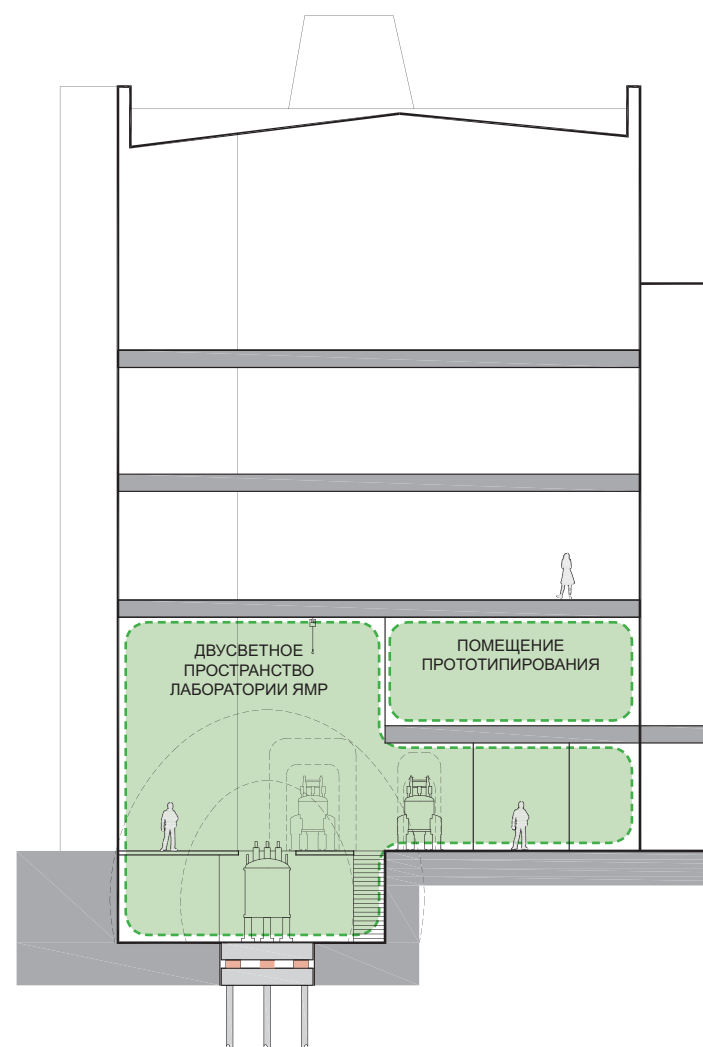 ДВУСВЕТНОЕ
ПРОСТРАНСТВО
ЛАБОРАТОРИИ ЯМР
ПОМЕЩЕНИЕ
ПРОТОТИПИРОВАНИЯ